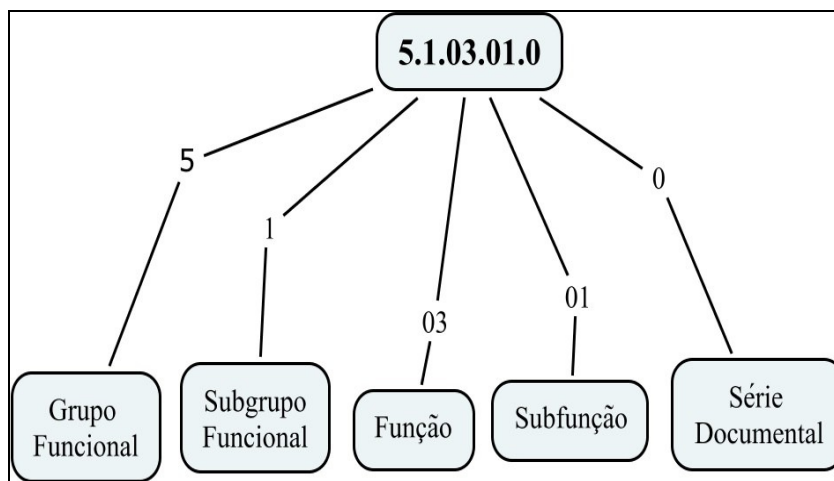 5.1.03.01.0
5
1
03
01
0
Grupo
Funcional
Subgrupo
Funcional
Função
Subfunção
Série
Documental